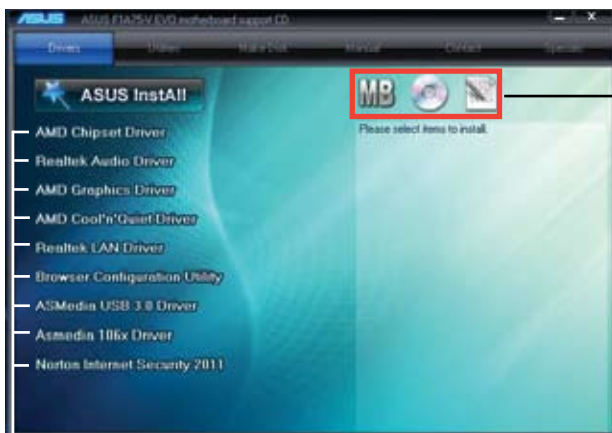 ASUS ASUS F1A75-V EVO motherboard support CD
Drivers Utilities Make Disk Manual Contact Specials
ASUS InstAll
MB
Please select items to install.
AMD Chipset Driver
Realtek Audio Driver
AMD Graphics Driver
AMD Cool'n'Quiet Driver
Realtek LAN Driver
Browser Configuration Utility
ASMedia USB 3.0 Driver
Asmedia 106x Driver
Norton Internet Security 2011